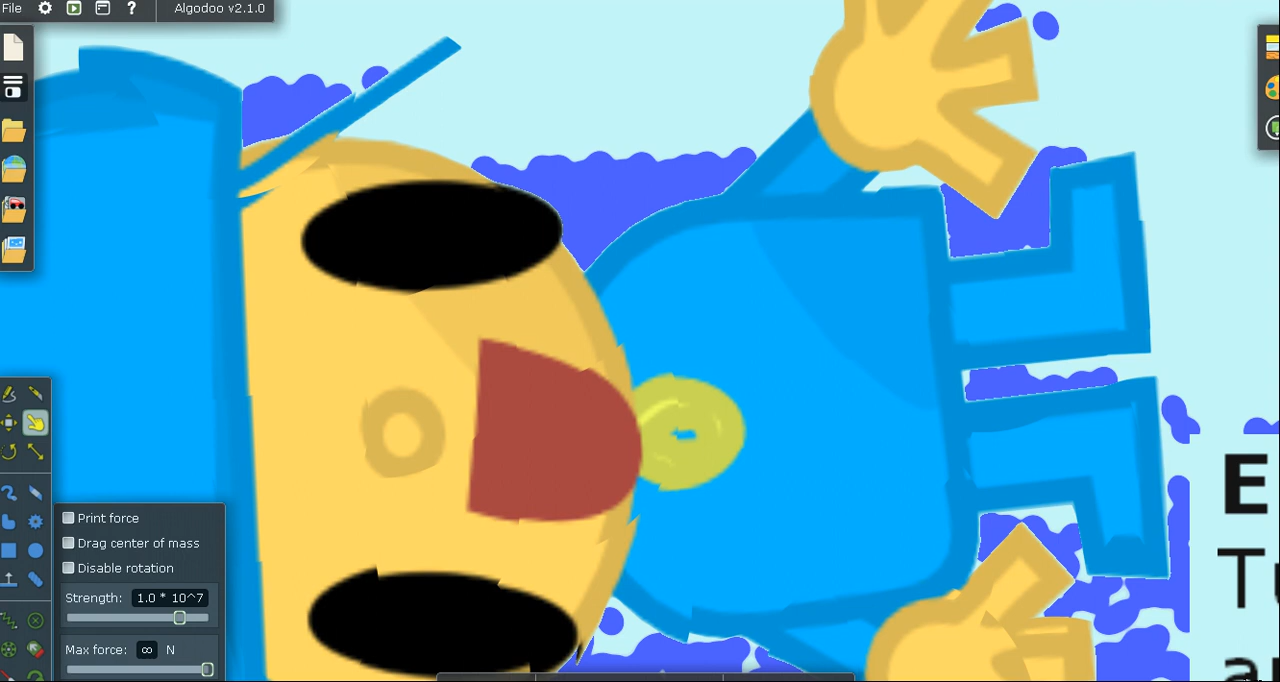 File ? Algodoo v2.1.0
Print force
Drag center of mass
Disable rotation
Strength: 1.0 * 10^7
Max force: ∞ N
E
T
a